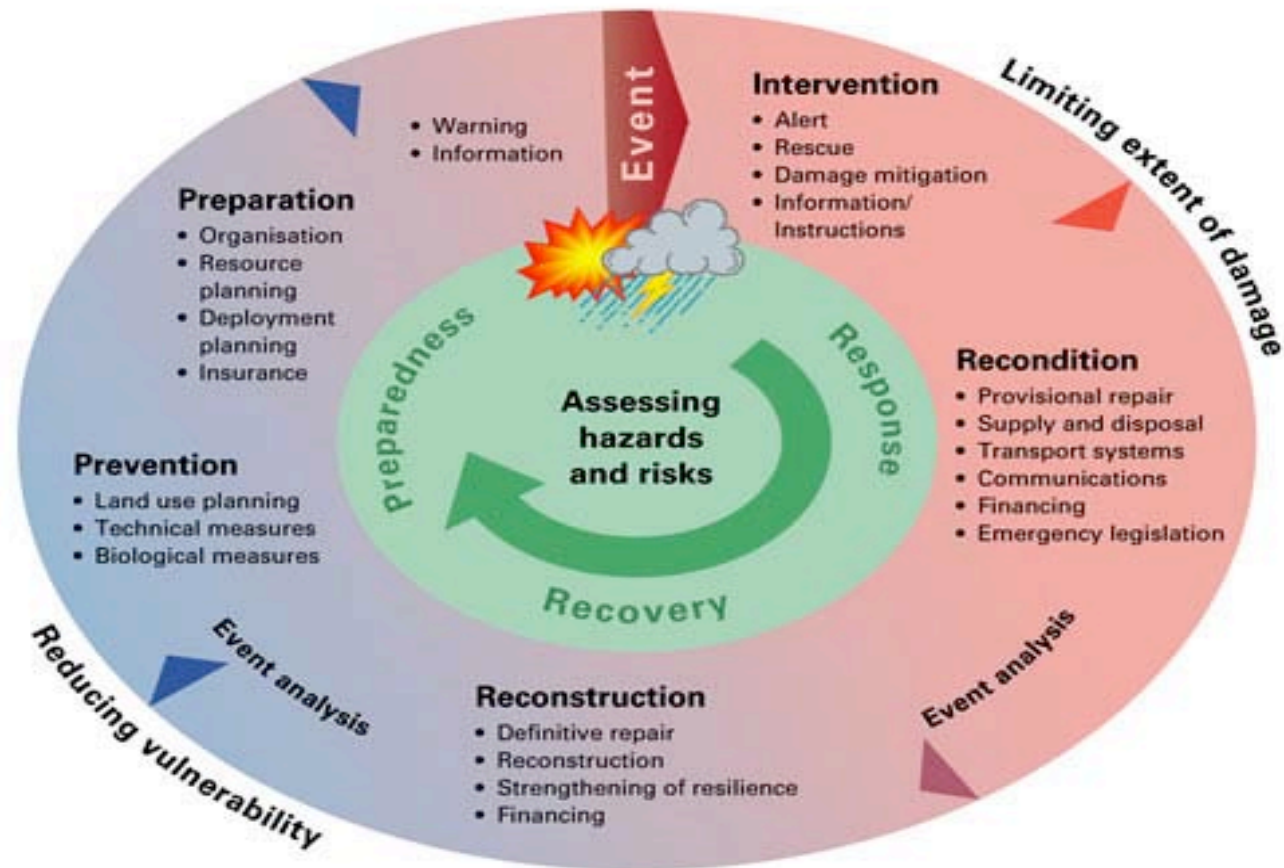 Event
Intervention
• Alert
• Rescue
• Damage mitigation
• Information/
Instructions
Limiting extent of damage
Recondition
• Provisional repair
• Supply and disposal
• Transport systems
• Communications
• Financing
• Emergency legislation
Event analysis
Reconstruction
• Definitive repair
• Reconstruction
• Strengthening of resilience
• Financing
Event analysis
Reducing vulnerability
Prevention
• Land use planning
• Technical measures
• Biological measures
Preparation
• Organisation
• Resource
planning
• Deployment
planning
• Insurance
• Warning
• Information
Preparedness
Response
Recovery
Assessing
hazards
and risks